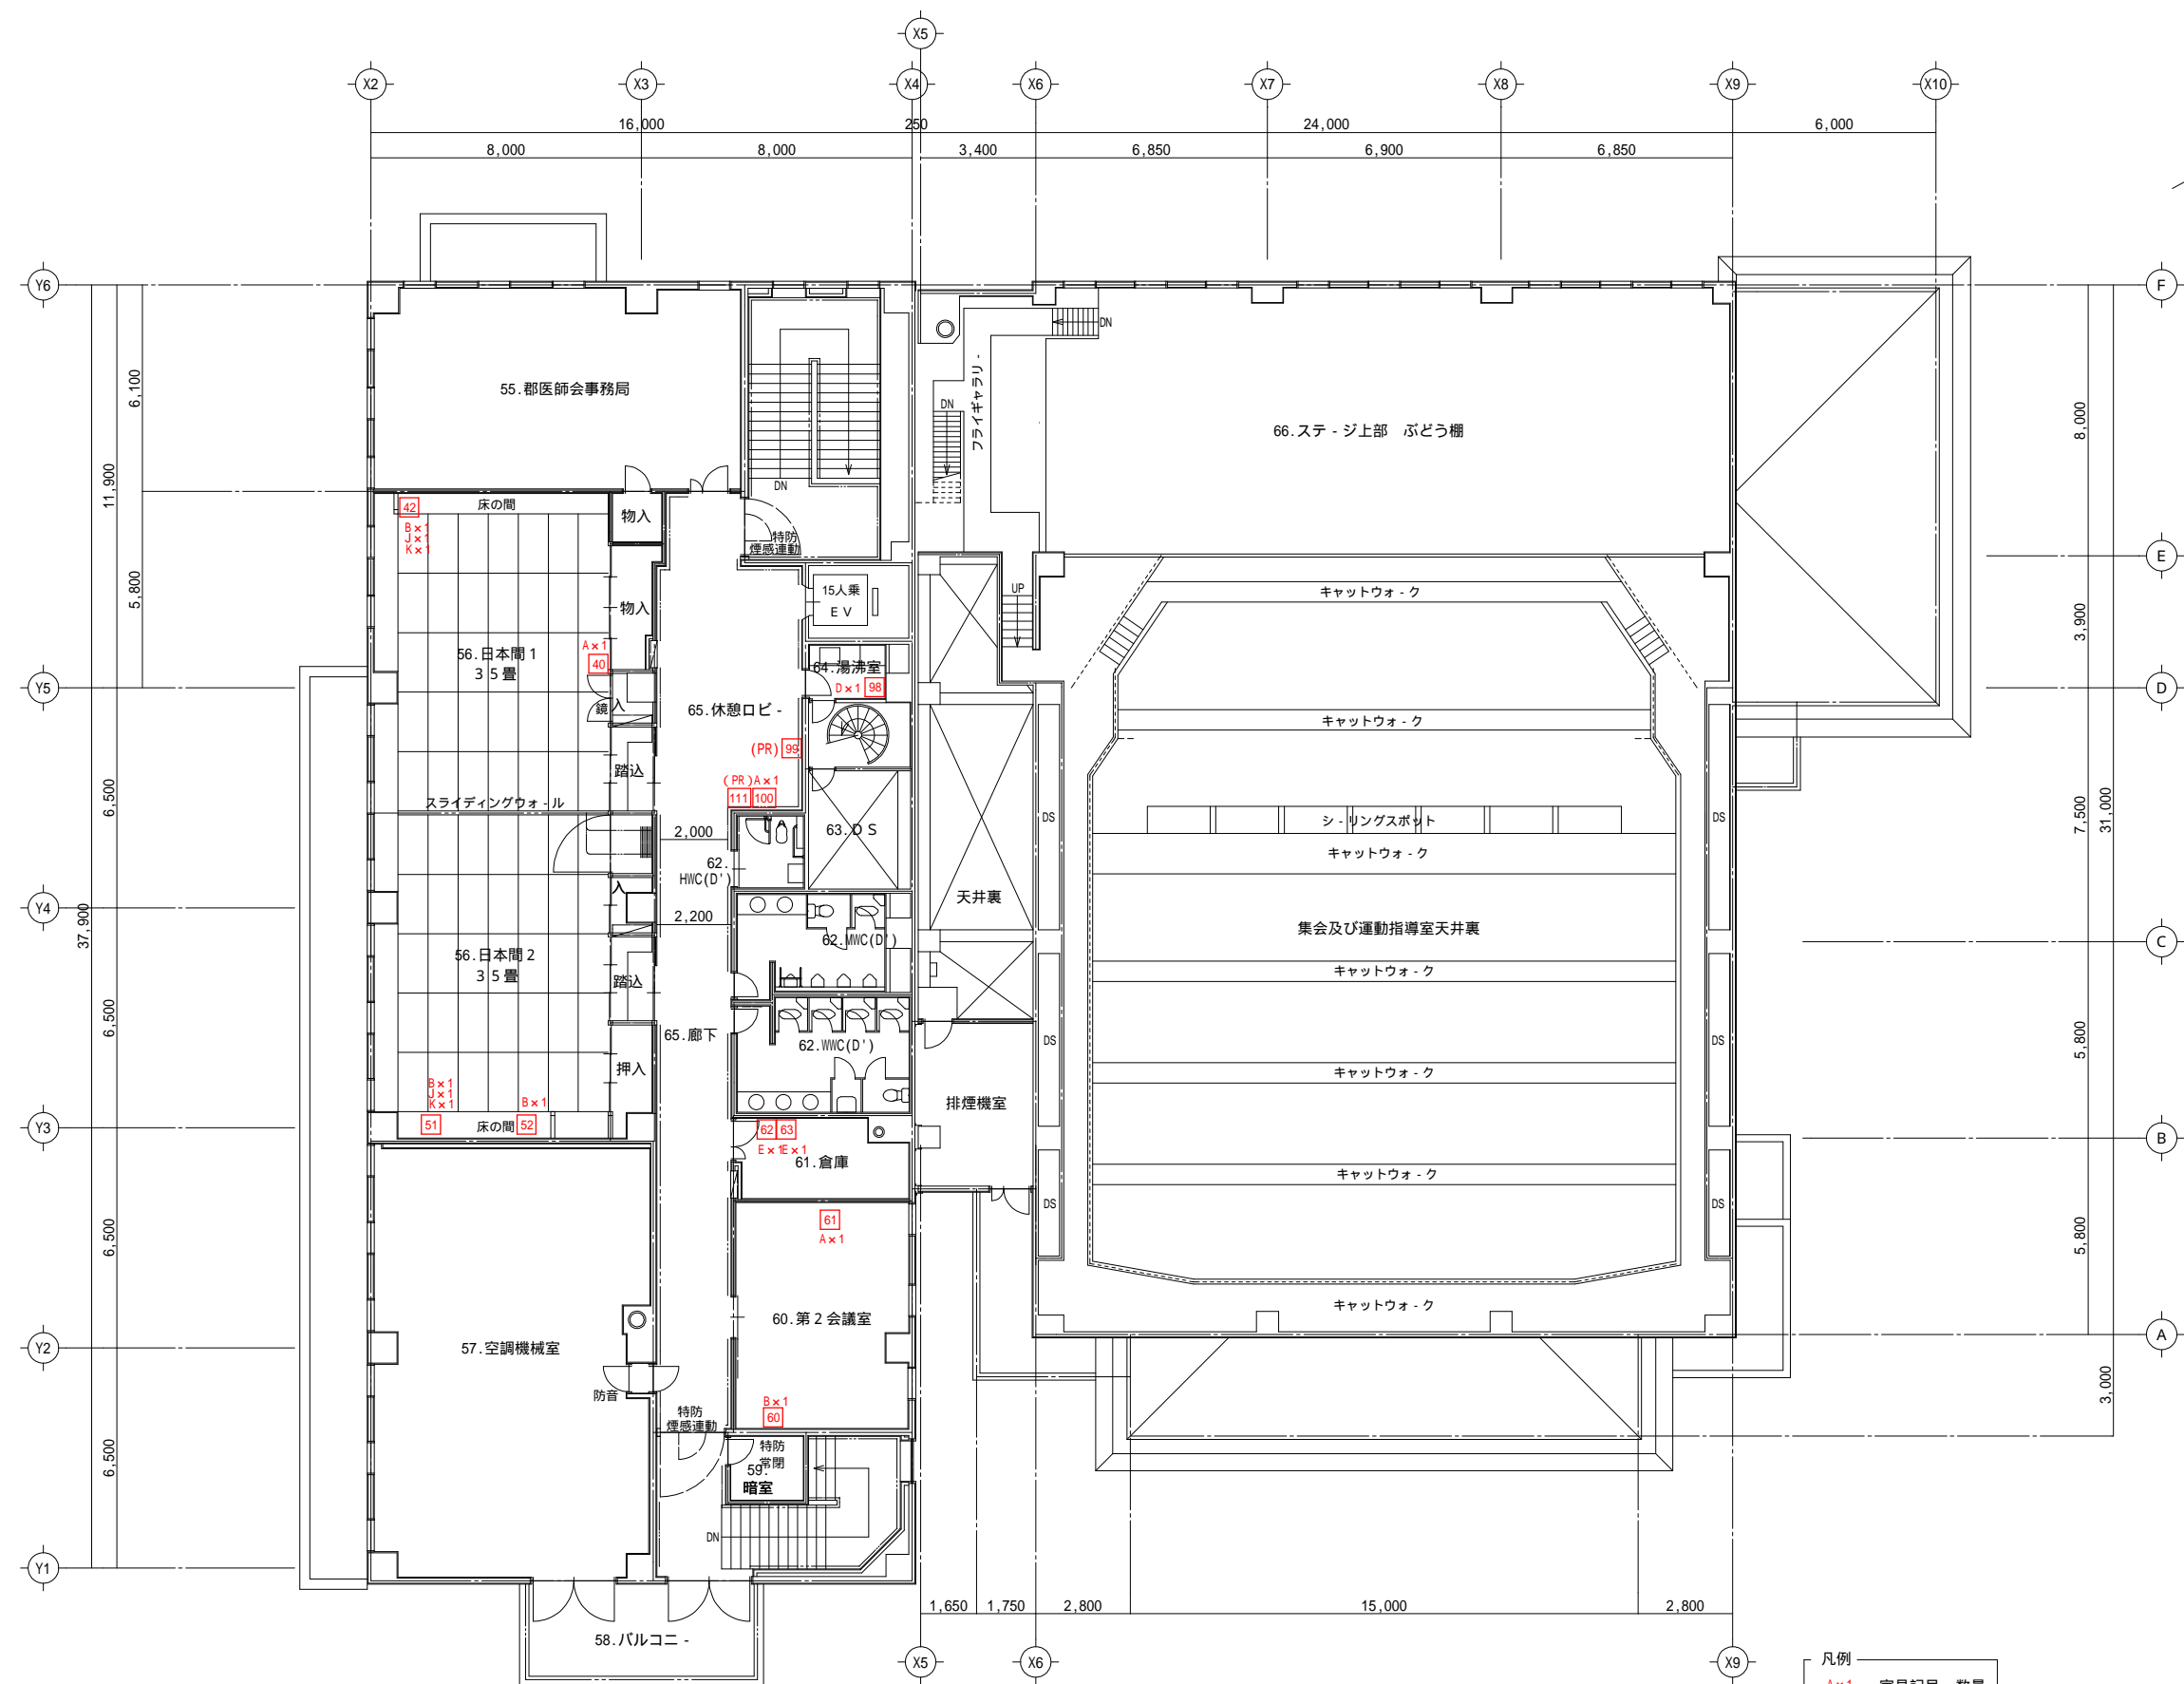 X5
X2
X3
X4
X6
X7
X8
X9
X10
16,000
250
24,000
6,000
8,000
8,000
3,400
6,850
6,900
6,850
Y6
F
6,100
11,900
5,800
8,000
DN
フライギャラリ-
55.郡医師会事務局
DN
66.ステ-ジ上部 ぶどう棚
DN
42
床の間
B×1
J×1
K×1
物入
特防
煙感連動
E
15人乗
EV
UP
キャットウォ-ク
3,900
物入
A×1
40
56.日本間1
35畳
64.湯沸室
D×1
98
Y5
D
鏡
入
65.休憩ロビ-
キャットウォ-ク
(PR)
99
踏込
(PR)A×1
111
100
スライディングウォ-ル
6,500
7,500
31,000
DS
シ-リングスポット
DS
2,000
63.DS
キャットウォ-ク
62.
HWC(D')
入
Y4
37,900
2,200
天井裏
集会及び運動指導室天井裏
C
62.MWC(D')
56.日本間2
35畳
踏込
キャットウォ-ク
6,500
65.廊下
62.WWC(D')
DS
DS
5,800
押入
キャットウォ-ク
B×1
J×1
K×1
B×1
排煙機室
51
床の間
52
Y3
62
63
E×1
E×1
61.倉庫
B
キャットウォ-ク
DS
DS
61
A×1
6,500
5,800
キャットウォ-ク
60.第2会議室
57.空調機械室
Y2
A
防音
B×1
60
特防
煙感連動
3,000
特防
常閉
59.
暗室
6,500
DN
Y1
1,650
1,750
2,800
15,000
2,800
58.バルコニ-
X5
X6
X9
凡例